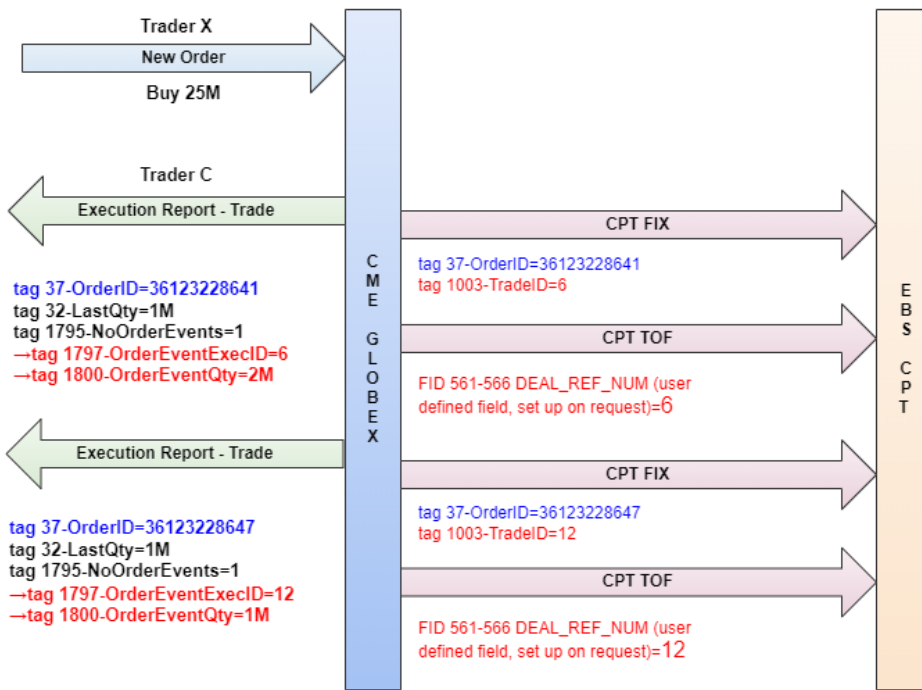 Trader X
New Order
Buy 25M
Trader C
Execution Report - Trade
tag 37-OrderID=36123228641
tag 32-LastQty=1M
tag 1795-NoOrderEvents=1
→tag 1797-OrderEventExecID=6
→tag 1800-OrderEventQty=2M
Execution Report - Trade
tag 37-OrderID=36123228647
tag 32-LastQty=1M
tag 1795-NoOrderEvents=1
→tag 1797-OrderEventExecID=12
→tag 1800-OrderEventQty=1M
CME GLOBEX
CPT FIX
tag 37-OrderID=36123228641
tag 1003-TradeID=6
CPT TOF
FID 561-566 DEAL_REF_NUM (user
defined field, set up on request)=6
CPT FIX
tag 37-OrderID=36123228647
tag 1003-TradeID=12
CPT TOF
FID 561-566 DEAL_REF_NUM (user
defined field, set up on request)=12
EBS CPT